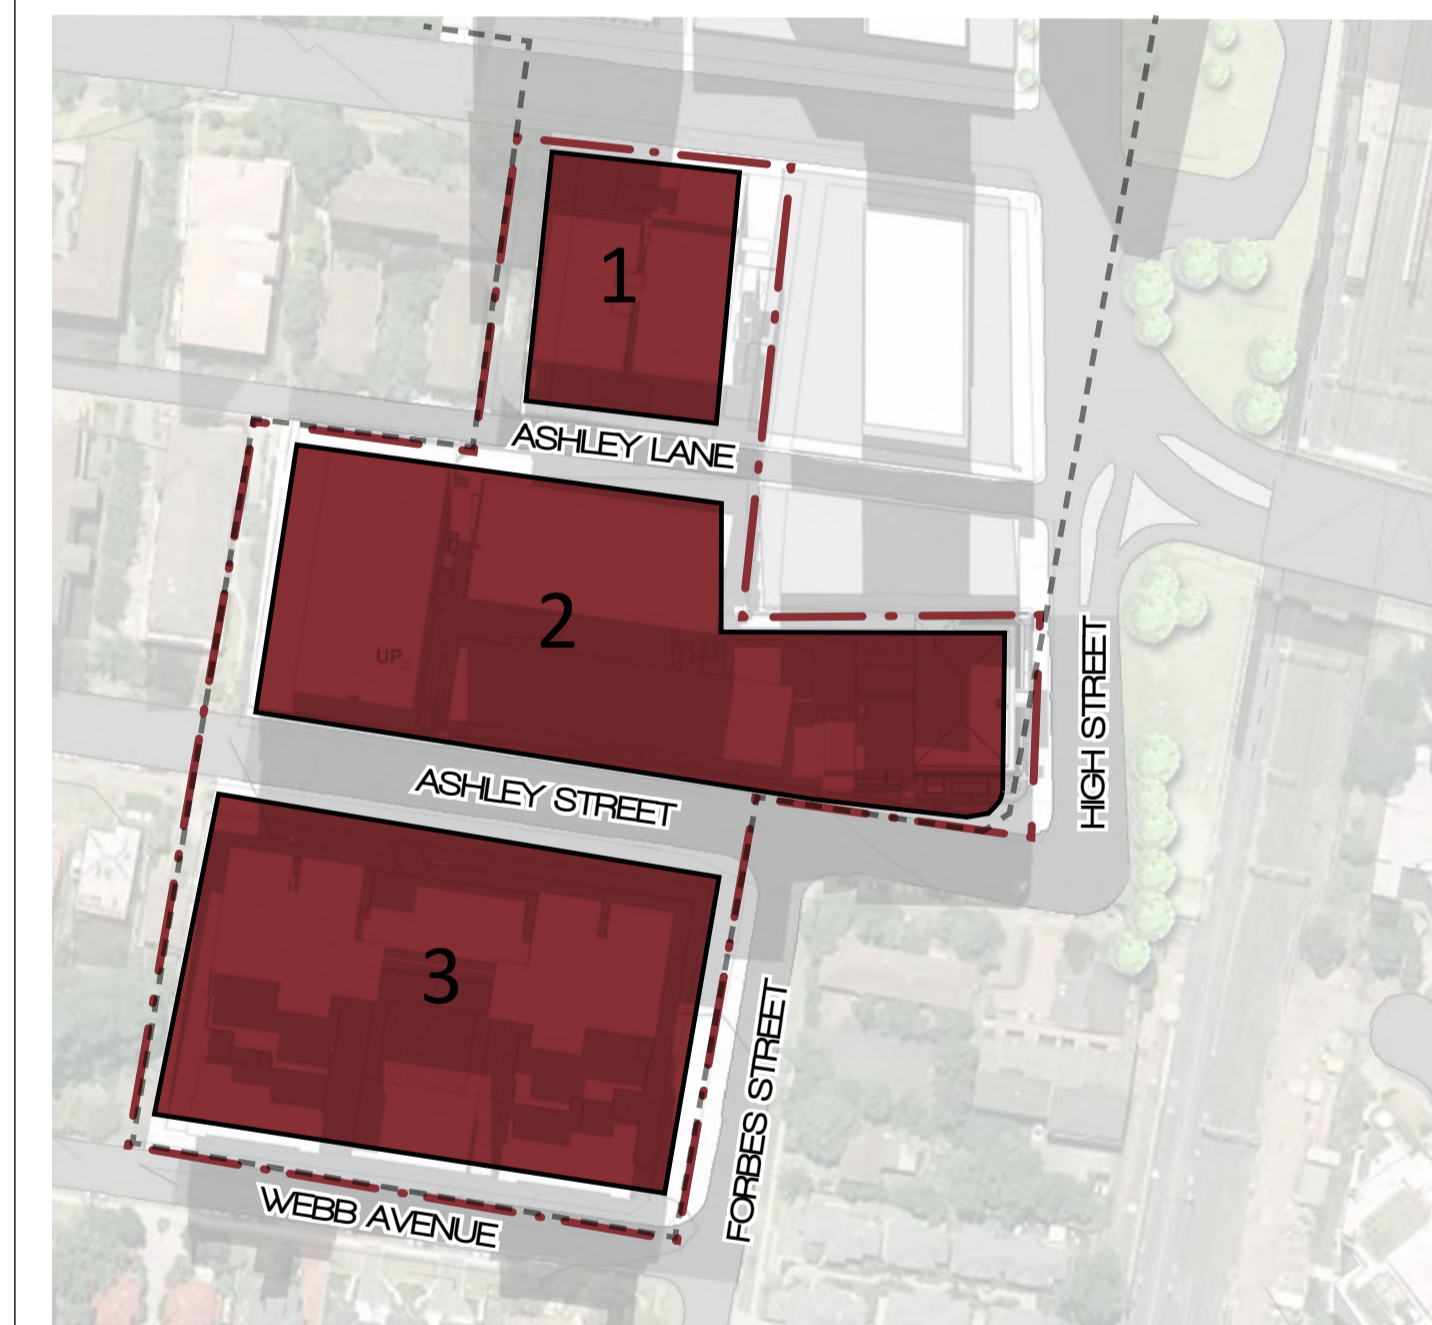 1
ASHLEY LANE
2
UP
HIGH STREET
ASHLEY STREET
3
FORBES STREET
WEBB AVENUE